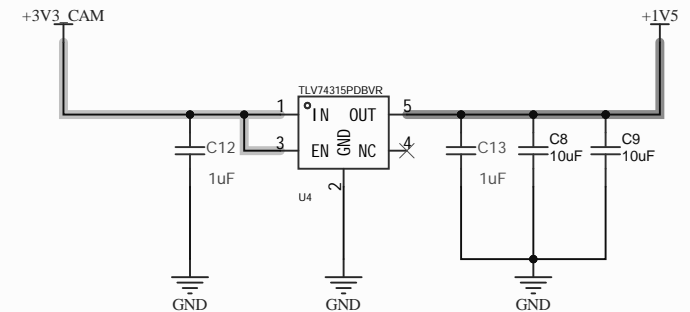 +3V3_CAM
+1V5
TLV74315PDBVR
1 IN OUT 5
3 EN GND NC 4
2
U4
C12
1uF
C13
1uF
C8
10uF
C9
10uF
GND
GND
GND